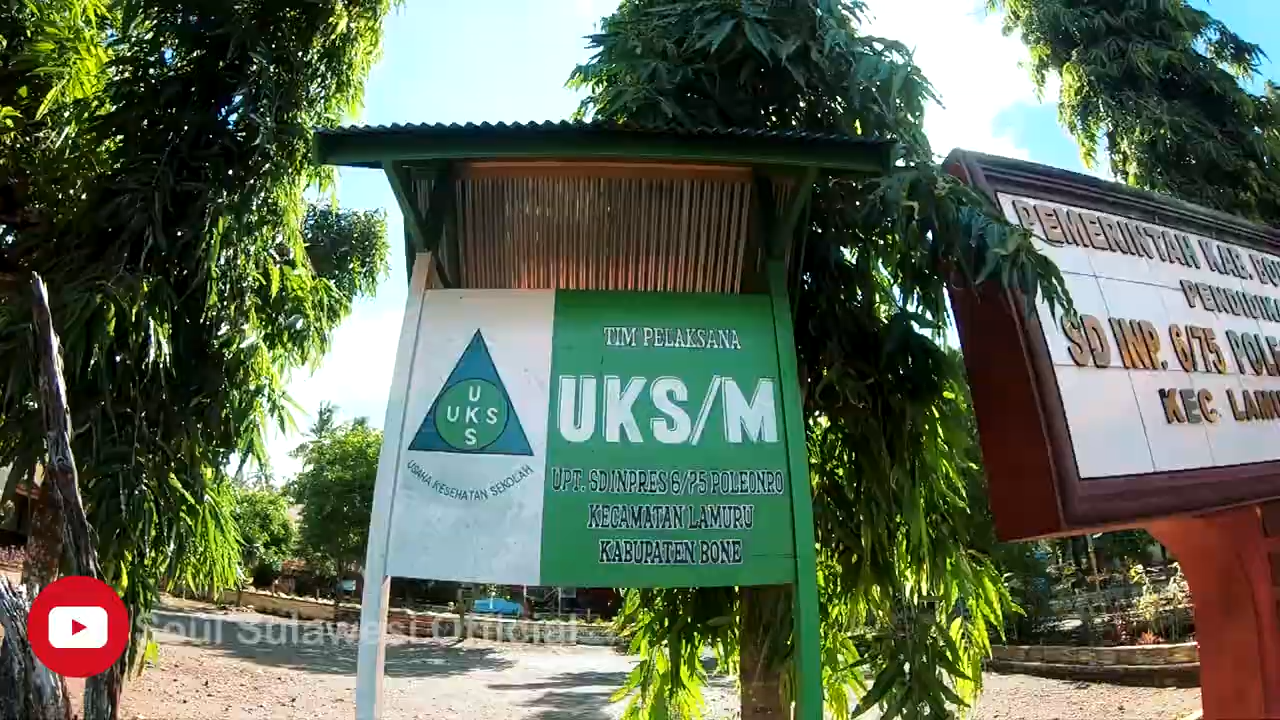 TIM PELAKSANA
UKS/M
UPT. SD INPRES 6/75 POLEONRO
KECAMATAN LAMURU
KABUPATEN BONE
U
UKS
S
USAHA KESEHATAN SEKOLAH
PEMERINTAH KAB.
SD INP. 6/75
KEC.
Soul Sulawesi Official